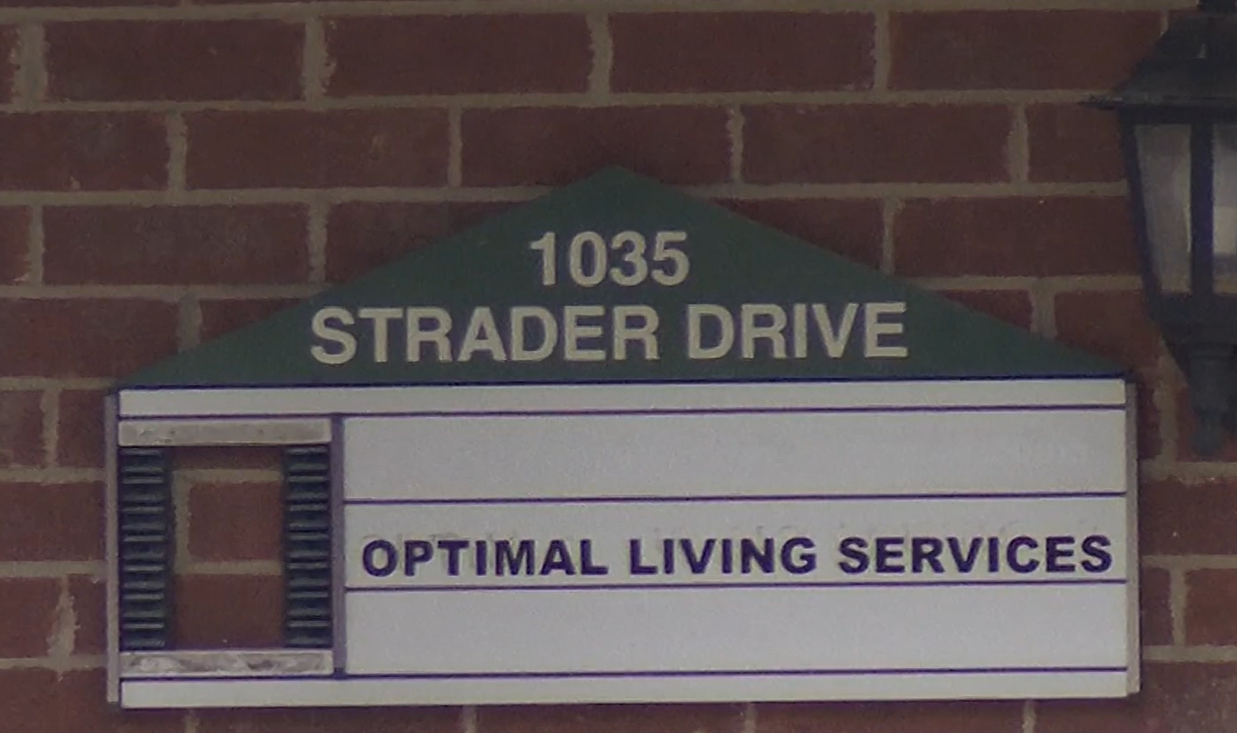 1035
STRADER DRIVE
OPTIMAL LIVING SERVICES